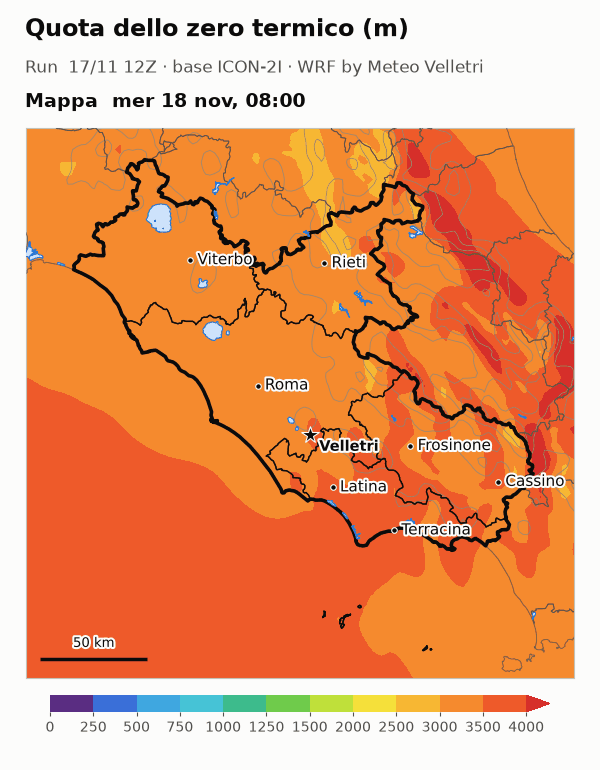 Quota dello zero termico (m)
Run  17/11 12Z · base ICON-2I · WRF by Meteo Velletri
Mappa  mer 18 nov, 08:00
Viterbo
Rieti
Roma
Velletri
Frosinone
Cassino
Latina
Terracina
50 km
0 250 500 750 1000 1250 1500 2000 2500 3000 3500 4000